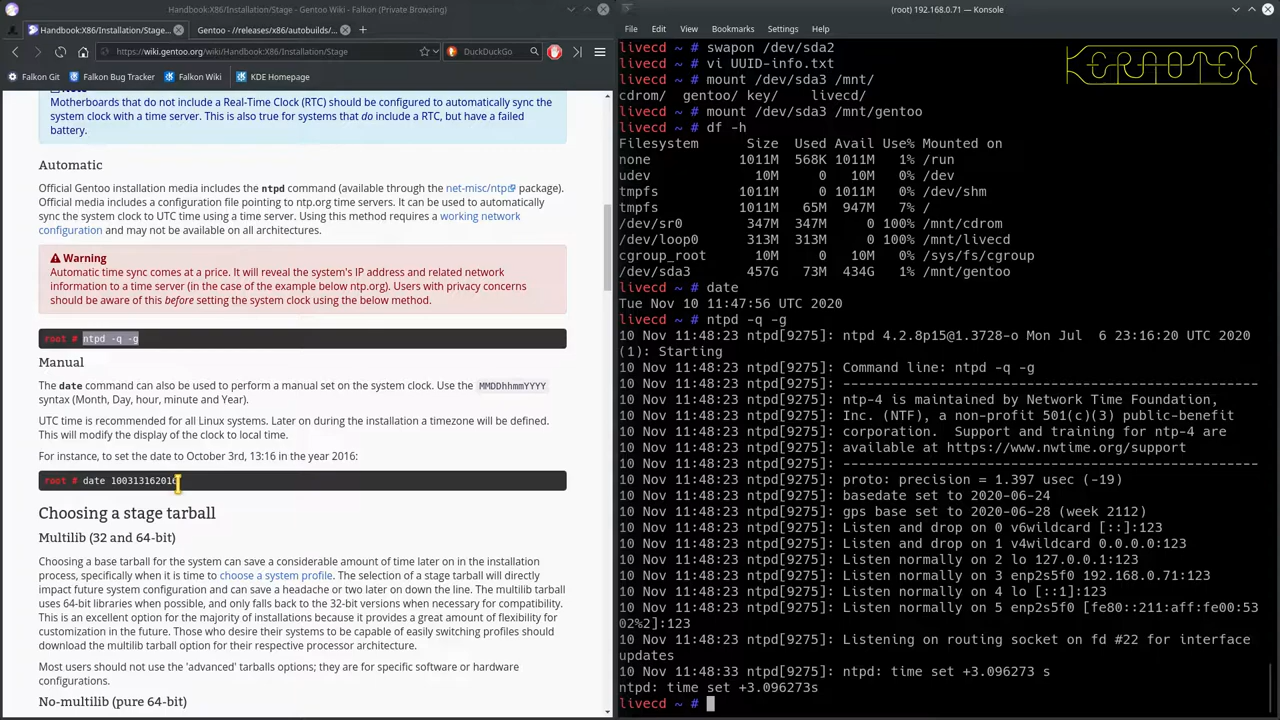 Handbook:X86/Installation/Stage - Gentoo Wiki - Falkon (Private Browsing)
Handbook:X86/Installation/Stage...
Gentoo - //releases/x86/autobuilds/...
https://wiki.gentoo.org/wiki/Handbook:X86/Installation/Stage
DuckDuckGo
Falkon Git
Falkon Bug Tracker
Falkon Wiki
KDE Homepage
Note
Motherboards that do not include a Real-Time Clock (RTC) should be configured to automatically sync the
system clock with a time server. This is also true for systems that do include a RTC, but have a failed
battery.
Automatic
Official Gentoo installation media includes the ntpd command (available through the net-misc/ntp package).
Official media includes a configuration file pointing to ntp.org time servers. It can be used to automatically
sync the system clock to UTC time using a time server. Using this method requires a working network
configuration and may not be available on all architectures.
Warning
Automatic time sync comes at a price. It will reveal the system's IP address and related network
information to a time server (in the case of the example below ntp.org). Users with privacy concerns
should be aware of this before setting the system clock using the below method.
root # ntpd -q -g
Manual
The date command can also be used to perform a manual set on the system clock. Use the MMDDhhmmYYYY
syntax (Month, Day, hour, minute and Year).
UTC time is recommended for all Linux systems. Later on during the installation a timezone will be defined.
This will modify the display of the clock to local time.
For instance, to set the date to October 3rd, 13:16 in the year 2016:
root # date 100313162016
Choosing a stage tarball
Multilib (32 and 64-bit)
Choosing a base tarball for the system can save a considerable amount of time later on in the installation
process, specifically when it is time to choose a system profile. The selection of a stage tarball will directly
impact future system configuration and can save a headache or two later on down the line. The multilib tarball
uses 64-bit libraries when possible, and only falls back to the 32-bit versions when necessary for compatibility.
This is an excellent option for the majority of installations because it provides a great amount of flexibility for
customization in the future. Those who desire their systems to be capable of easily switching profiles should
download the multilib tarball option for their respective processor architecture.
Most users should not use the 'advanced' tarballs options; they are for specific software or hardware
configurations.
No-multilib (pure 64-bit)
(root) 192.168.0.71 — Konsole
File Edit View Bookmarks Settings Help
KERNOTEX
livecd ~ # swapon /dev/sda2
livecd ~ # vi UUID-info.txt
livecd ~ # mount /dev/sda3 /mnt/
cdrom/ gentoo/ key/ livecd/
livecd ~ # mount /dev/sda3 /mnt/gentoo
livecd ~ # df -h
Filesystem Size Used Avail Use% Mounted on
none 1011M 568K 1011M 1% /run
udev 10M 0 10M 0% /dev
tmpfs 1011M 0 1011M 0% /dev/shm
tmpfs 1011M 65M 947M 7% /
/dev/sr0 347M 347M 0 100% /mnt/cdrom
/dev/loop0 313M 313M 0 100% /mnt/livecd
cgroup_root 10M 0 10M 0% /sys/fs/cgroup
/dev/sda3 457G 73M 434G 1% /mnt/gentoo
livecd ~ # date
Tue Nov 10 11:47:56 UTC 2020
livecd ~ # ntpd -q -g
10 Nov 11:48:23 ntpd[9275]: ntpd 4.2.8p15@1.3728-o Mon Jul  6 23:16:20 UTC 2020
(1): Starting
10 Nov 11:48:23 ntpd[9275]: Command line: ntpd -q -g
10 Nov 11:48:23 ntpd[9275]: ----------------------------------------------------
10 Nov 11:48:23 ntpd[9275]: ntp-4 is maintained by Network Time Foundation,
10 Nov 11:48:23 ntpd[9275]: Inc. (NTF), a non-profit 501(c)(3) public-benefit
10 Nov 11:48:23 ntpd[9275]: corporation.  Support and training for ntp-4 are
10 Nov 11:48:23 ntpd[9275]: available at https://www.nwtime.org/support
10 Nov 11:48:23 ntpd[9275]: ----------------------------------------------------
10 Nov 11:48:23 ntpd[9275]: proto: precision = 1.397 usec (-19)
10 Nov 11:48:23 ntpd[9275]: basedate set to 2020-06-24
10 Nov 11:48:23 ntpd[9275]: gps base set to 2020-06-28 (week 2112)
10 Nov 11:48:23 ntpd[9275]: Listen and drop on 0 v6wildcard [::]:123
10 Nov 11:48:23 ntpd[9275]: Listen and drop on 1 v4wildcard 0.0.0.0:123
10 Nov 11:48:23 ntpd[9275]: Listen normally on 2 lo 127.0.0.1:123
10 Nov 11:48:23 ntpd[9275]: Listen normally on 3 enp2s5f0 192.168.0.71:123
10 Nov 11:48:23 ntpd[9275]: Listen normally on 4 lo [::1]:123
10 Nov 11:48:23 ntpd[9275]: Listen normally on 5 enp2s5f0 [fe80::211:aff:fe00:53
02%2]:123
10 Nov 11:48:23 ntpd[9275]: Listening on routing socket on fd #22 for interface
updates
10 Nov 11:48:33 ntpd[9275]: ntpd: time set +3.096273 s
ntpd: time set +3.096273s
livecd ~ #